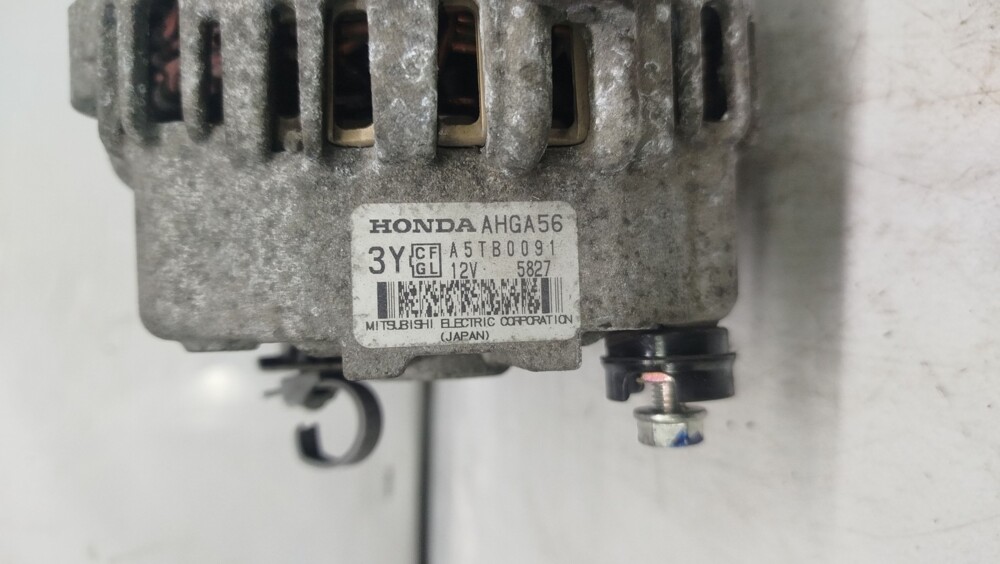 HONDA AHGA56
3Y CF GL A5TB0091
12V 5827
MITSUBISHI ELECTRIC CORPORATION
(JAPAN)